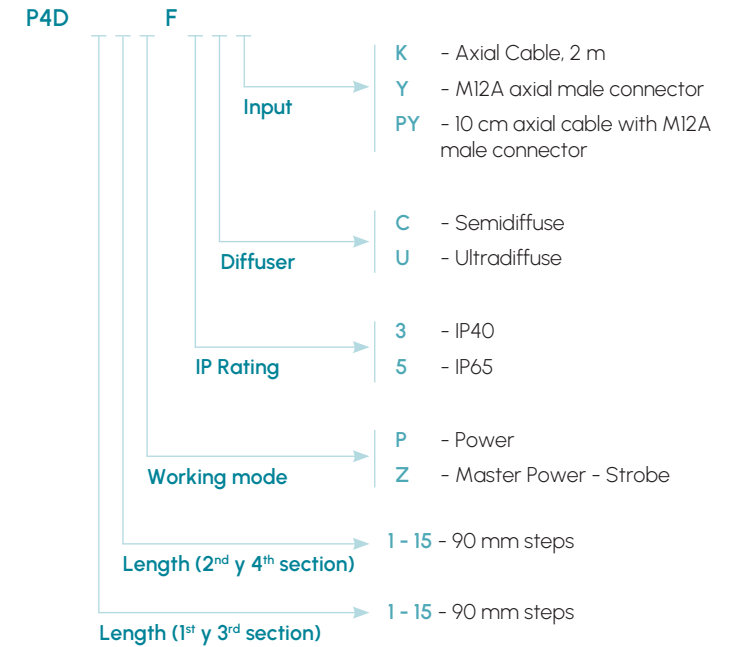 P4D F
K - Axial Cable, 2 m
Y - M12A axial male connector
PY - 10 cm axial cable with M12A
male connector
Input
C - Semidiffuse
U - Ultradiffuse
Diffuser
3 - IP40
5 - IP65
IP Rating
P - Power
Z - Master Power - Strobe
Working mode
1 - 15 - 90 mm steps
Length (2nd y 4th section)
1 - 15 - 90 mm steps
Length (1st y 3rd section)